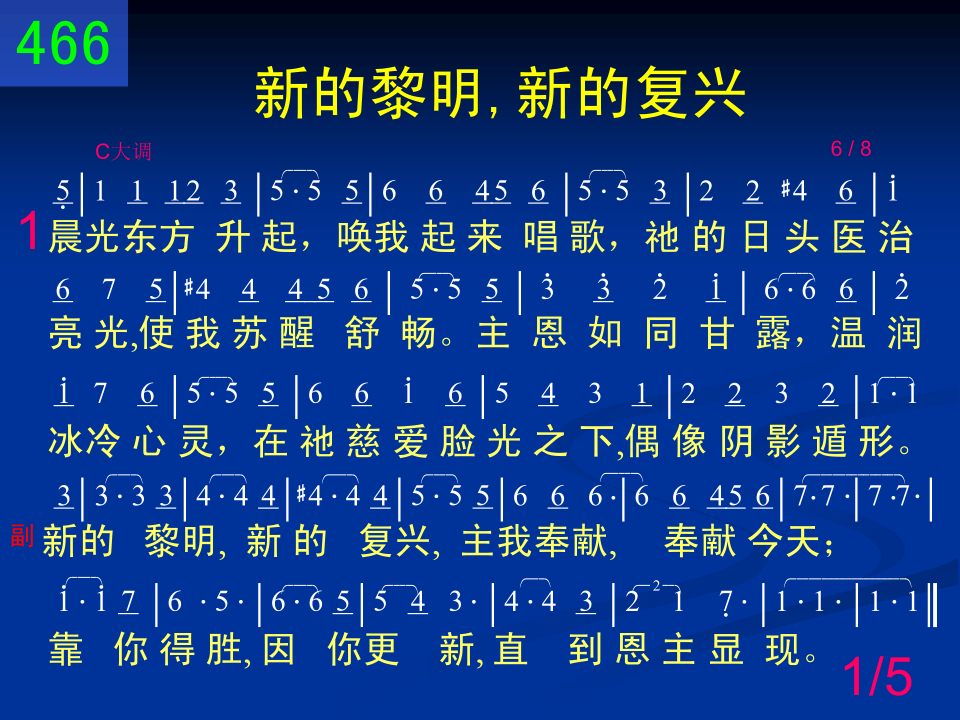 466
新的黎明,新的复兴
C大调 6 / 8
5̣|1 1 12 3|5·5 5|6 6 45 6|5·5 3|2 2 #4 6|1̇
1 晨光东方 升起，唤我起来 唱歌，祂的日头医治
6 7 5|#4 4 4 5 6|5·5 5|3̇ 3̇ 2̇ 1̇|6·6 6|2̇
亮光,使我苏醒 舒畅。主恩如同甘露，温润
1̇ 7 6|5·5 5|6 6 1̇ 6|5 4 3 1|2 2 3 2|1·1
冰冷心灵，在祂慈爱脸光之下,偶像阴影遁形。
3|3·3 3|4·4 4|#4·4 4|5·5 5|6 6 6·|6 6 45 6|7·7·|7·7·|
副 新的 黎明, 新的 复兴, 主我奉献, 奉献今天；
1̇·1̇ 7|6·5·|6·6 5|5 4 3·|4·4 3|2 2 1 7̣·|1·1·|1·1‖
靠 你得胜,因 你更 新,直 到恩主显现。
1/5